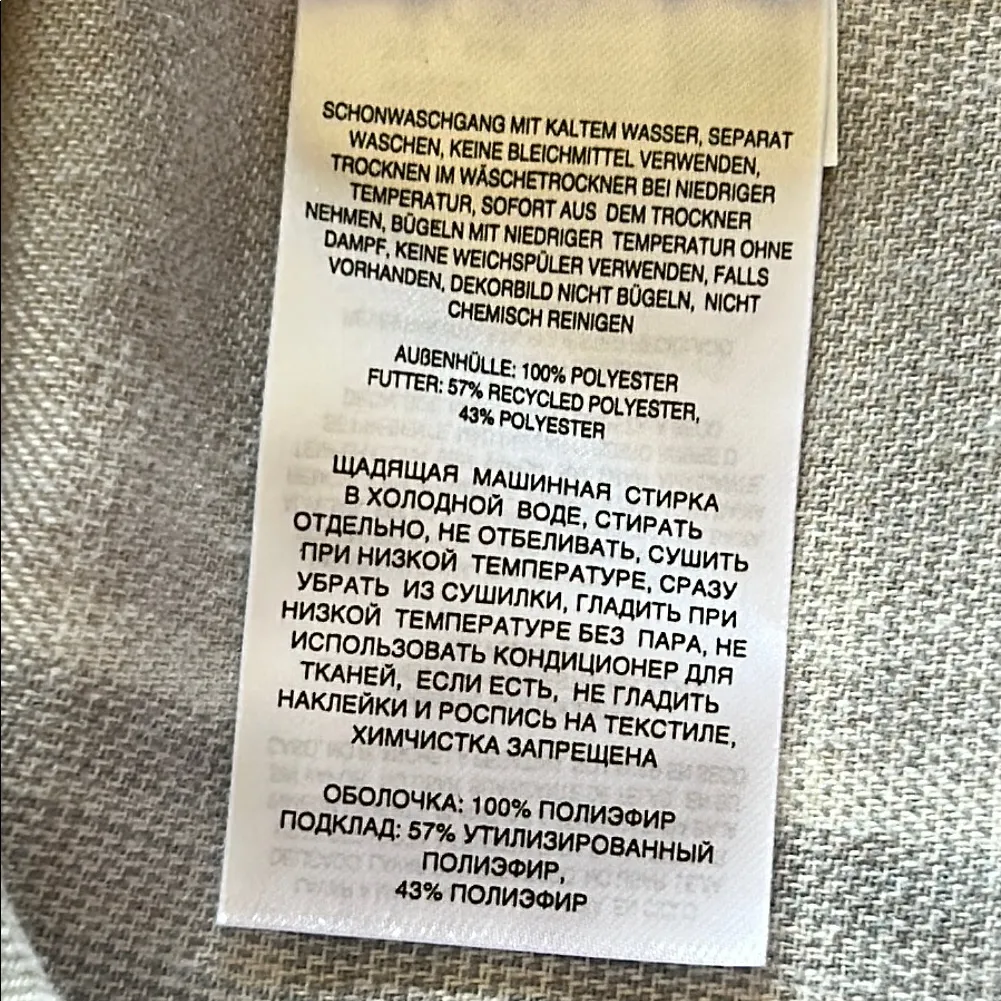 SCHONWASCHGANG MIT KALTEM WASSER, SEPARAT
WASCHEN, KEINE BLEICHMITTEL VERWENDEN,
TROCKNEN IM WÄSCHETROCKNER BEI NIEDRIGER
TEMPERATUR, SOFORT AUS DEM TROCKNER
NEHMEN, BÜGELN MIT NIEDRIGER TEMPERATUR OHNE
DAMPF, KEINE WEICHSPÜLER VERWENDEN, FALLS
VORHANDEN, DEKORBILD NICHT BÜGELN, NICHT
CHEMISCH REINIGEN
AUßENHÜLLE: 100% POLYESTER
FUTTER: 57% RECYCLED POLYESTER,
43% POLYESTER
ЩАДЯЩАЯ МАШИННАЯ СТИРКА
В ХОЛОДНОЙ ВОДЕ, СТИРАТЬ
ОТДЕЛЬНО, НЕ ОТБЕЛИВАТЬ, СУШИТЬ
ПРИ НИЗКОЙ ТЕМПЕРАТУРЕ, СРАЗУ
УБРАТЬ ИЗ СУШИЛКИ, ГЛАДИТЬ ПРИ
НИЗКОЙ ТЕМПЕРАТУРЕ БЕЗ ПАРА, НЕ
ИСПОЛЬЗОВАТЬ КОНДИЦИОНЕР ДЛЯ
ТКАНЕЙ, ЕСЛИ ЕСТЬ, НЕ ГЛАДИТЬ
НАКЛЕЙКИ И РОСПИСЬ НА ТЕКСТИЛЕ,
ХИМЧИСТКА ЗАПРЕЩЕНА
ОБОЛОЧКА: 100% ПОЛИЭФИР
ПОДКЛАД: 57% УТИЛИЗИРОВАННЫЙ
ПОЛИЭФИР,
43% ПОЛИЭФИР